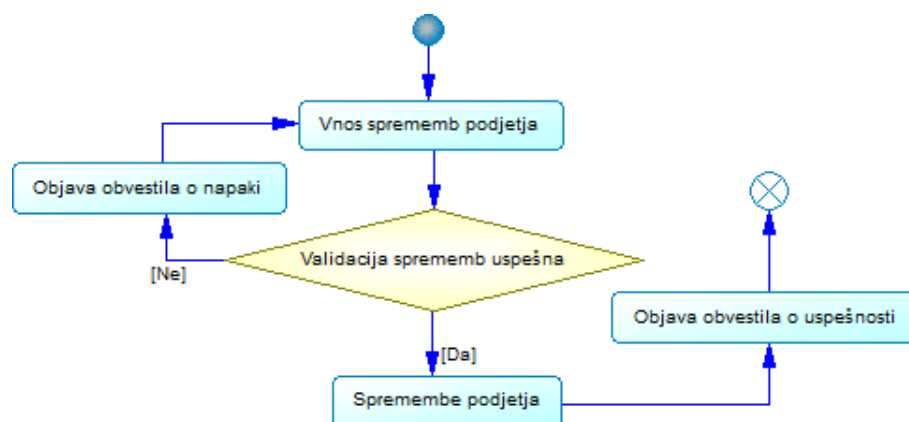 Vnos sprememb podjetja
Objava obvestila o napaki
Validacija sprememb uspešna
[Ne]
Objava obvestila o uspešnosti
[Da]
Spremembe podjetja